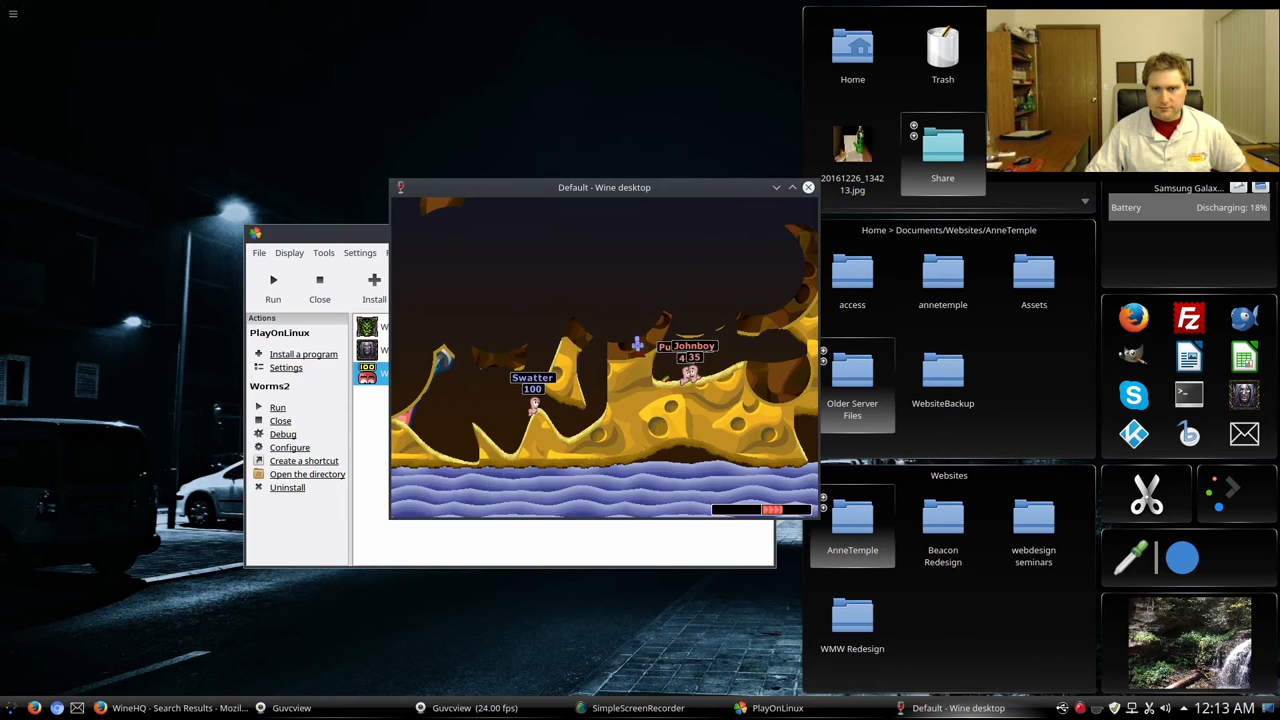 Home
Trash
20161226_1342
13.jpg
Share
Samsung Galax...
Battery
Discharging: 18%
Default - Wine desktop
File
Display
Tools
Settings
Run
Close
Install
Actions
PlayOnLinux
Install a program
Settings
Worms2
Run
Close
Debug
Configure
Create a shortcut
Open the directory
Uninstall
W
W
100
W
Swatter
100
Pu
Johnboy
4
35
Home > Documents/Websites/AnneTemple
access
annetemple
Assets
Older Server
Files
WebsiteBackup
Websites
AnneTemple
Beacon
Redesign
webdesign
seminars
WMW Redesign
Fz
WineHQ - Search Results - Mozil...
Guvcview
Guvcview (24.00 fps)
SimpleScreenRecorder
PlayOnLinux
Default - Wine desktop
12:13 AM